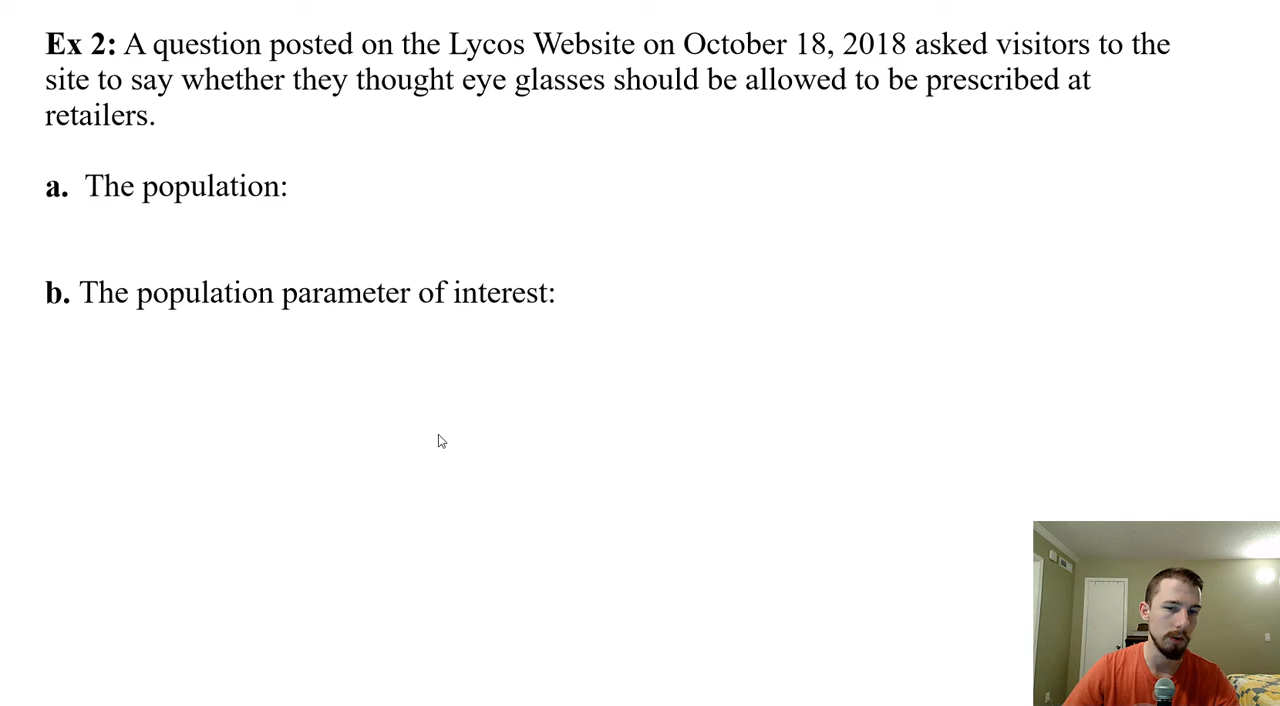 Ex 2: A question posted on the Lycos Website on October 18, 2018 asked visitors to the
site to say whether they thought eye glasses should be allowed to be prescribed at
retailers.
a. The population:
b. The population parameter of interest: